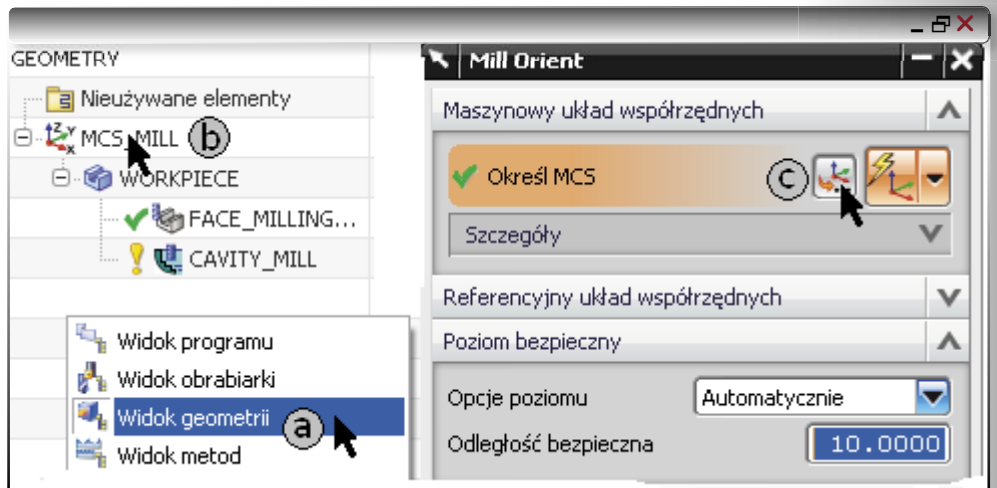 GEOMETRY
Nieużywane elementy
MCS_MILL b
WORKPIECE
FACE_MILLING...
CAVITY_MILL
Widok programu
Widok obrabiarki
Widok geometrii a
Widok metod
Mill Orient
Maszynowy układ współrzędnych
Określ MCS c
Szczegóły
Referencyjny układ współrzędnych
Poziom bezpieczny
Opcje poziomu Automatycznie
Odległość bezpieczna 10.0000